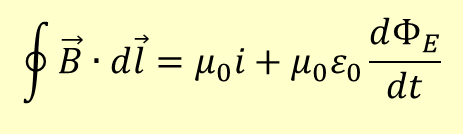 ∮ B⃗ · dl⃗ = μ₀i + μ₀ε₀ dΦ_E/dt